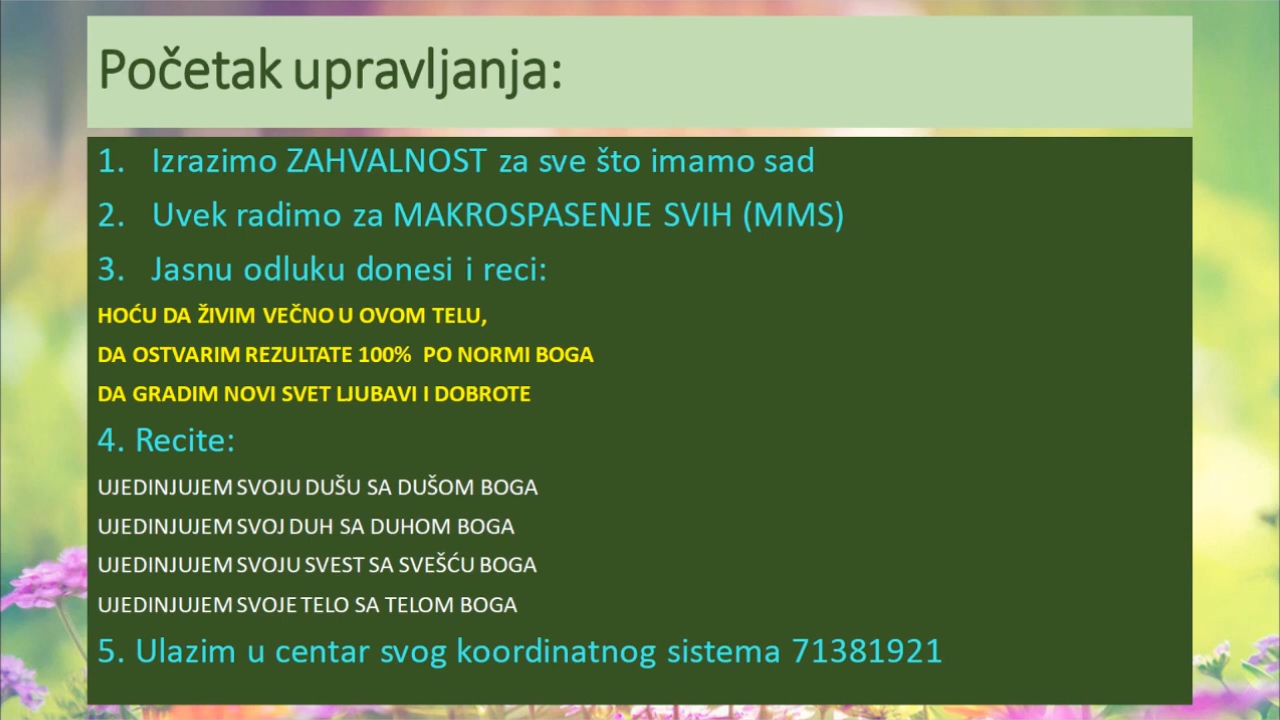 Početak upravljanja:
1. Izrazimo ZAHVALNOST za sve što imamo sad
2. Uvek radimo za MAKROSPASENJE SVIH (MMS)
3. Jasnu odluku donesi i reci:
HOĆU DA ŽIVIM VEČNO U OVOM TELU,
DA OSTVARIM REZULTATE 100% PO NORMI BOGA
DA GRADIM NOVI SVET LJUBAVI I DOBROTE
4. Recite:
UJEDINJUJEM SVOJU DUŠU SA DUŠOM BOGA
UJEDINJUJEM SVOJ DUH SA DUHOM BOGA
UJEDINJUJEM SVOJU SVEST SA SVEŠĆU BOGA
UJEDINJUJEM SVOJE TELO SA TELOM BOGA
5. Ulazim u centar svog koordinatnog sistema 71381921